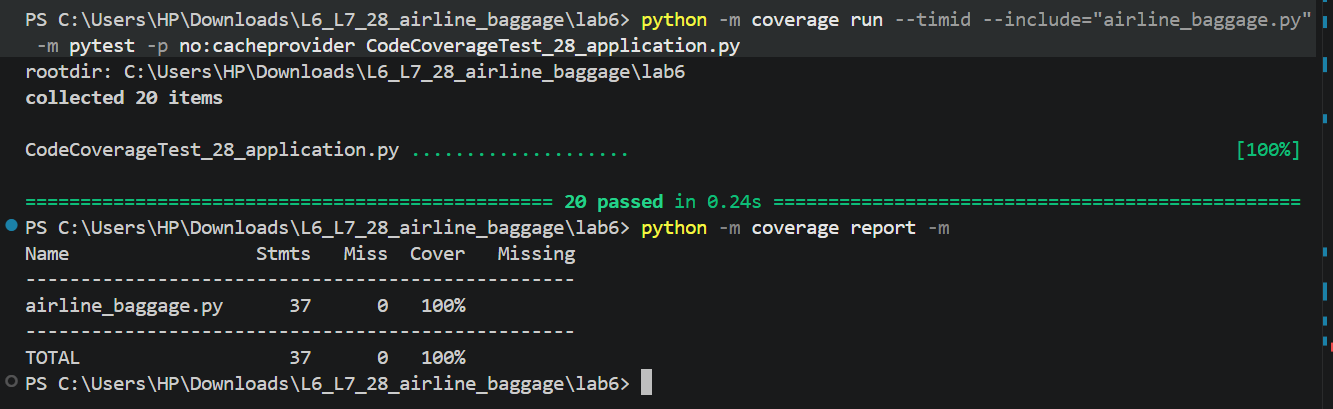 PS C:\Users\HP\Downloads\L6_L7_28_airline_baggage\lab6> python -m coverage run --timid --include="airline_baggage.py"
-m pytest -p no:cacheprovider CodeCoverageTest_28_application.py
rootdir: C:\Users\HP\Downloads\L6_L7_28_airline_baggage\lab6
collected 20 items
CodeCoverageTest_28_application.py .................... [100%]
================================================ 20 passed in 0.24s ================================================
PS C:\Users\HP\Downloads\L6_L7_28_airline_baggage\lab6> python -m coverage report -m
Name                 Stmts   Miss  Cover   Missing
--------------------------------------------------
airline_baggage.py      37      0   100%
--------------------------------------------------
TOTAL                   37      0   100%
PS C:\Users\HP\Downloads\L6_L7_28_airline_baggage\lab6>